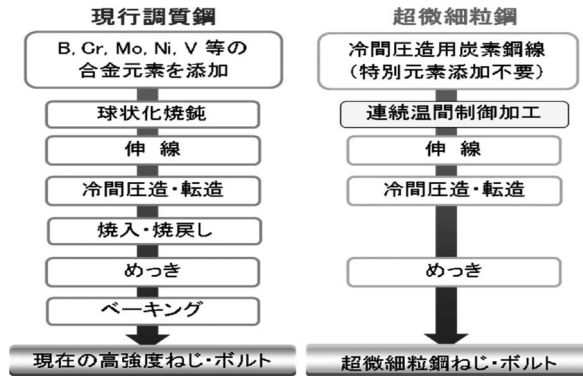 現行調質鋼
B, Cr, Mo, Ni, V 等の
合金元素を添加
球状化焼鈍
伸 線
冷間圧造・転造
焼入・焼戻し
めっき
ベーキング
現在の高強度ねじ・ボルト
超微細粒鋼
冷間圧造用炭素鋼線
(特別元素添加不要)
連続温間制御加工
伸 線
冷間圧造・転造
めっき
超微細粒鋼ねじ・ボルト